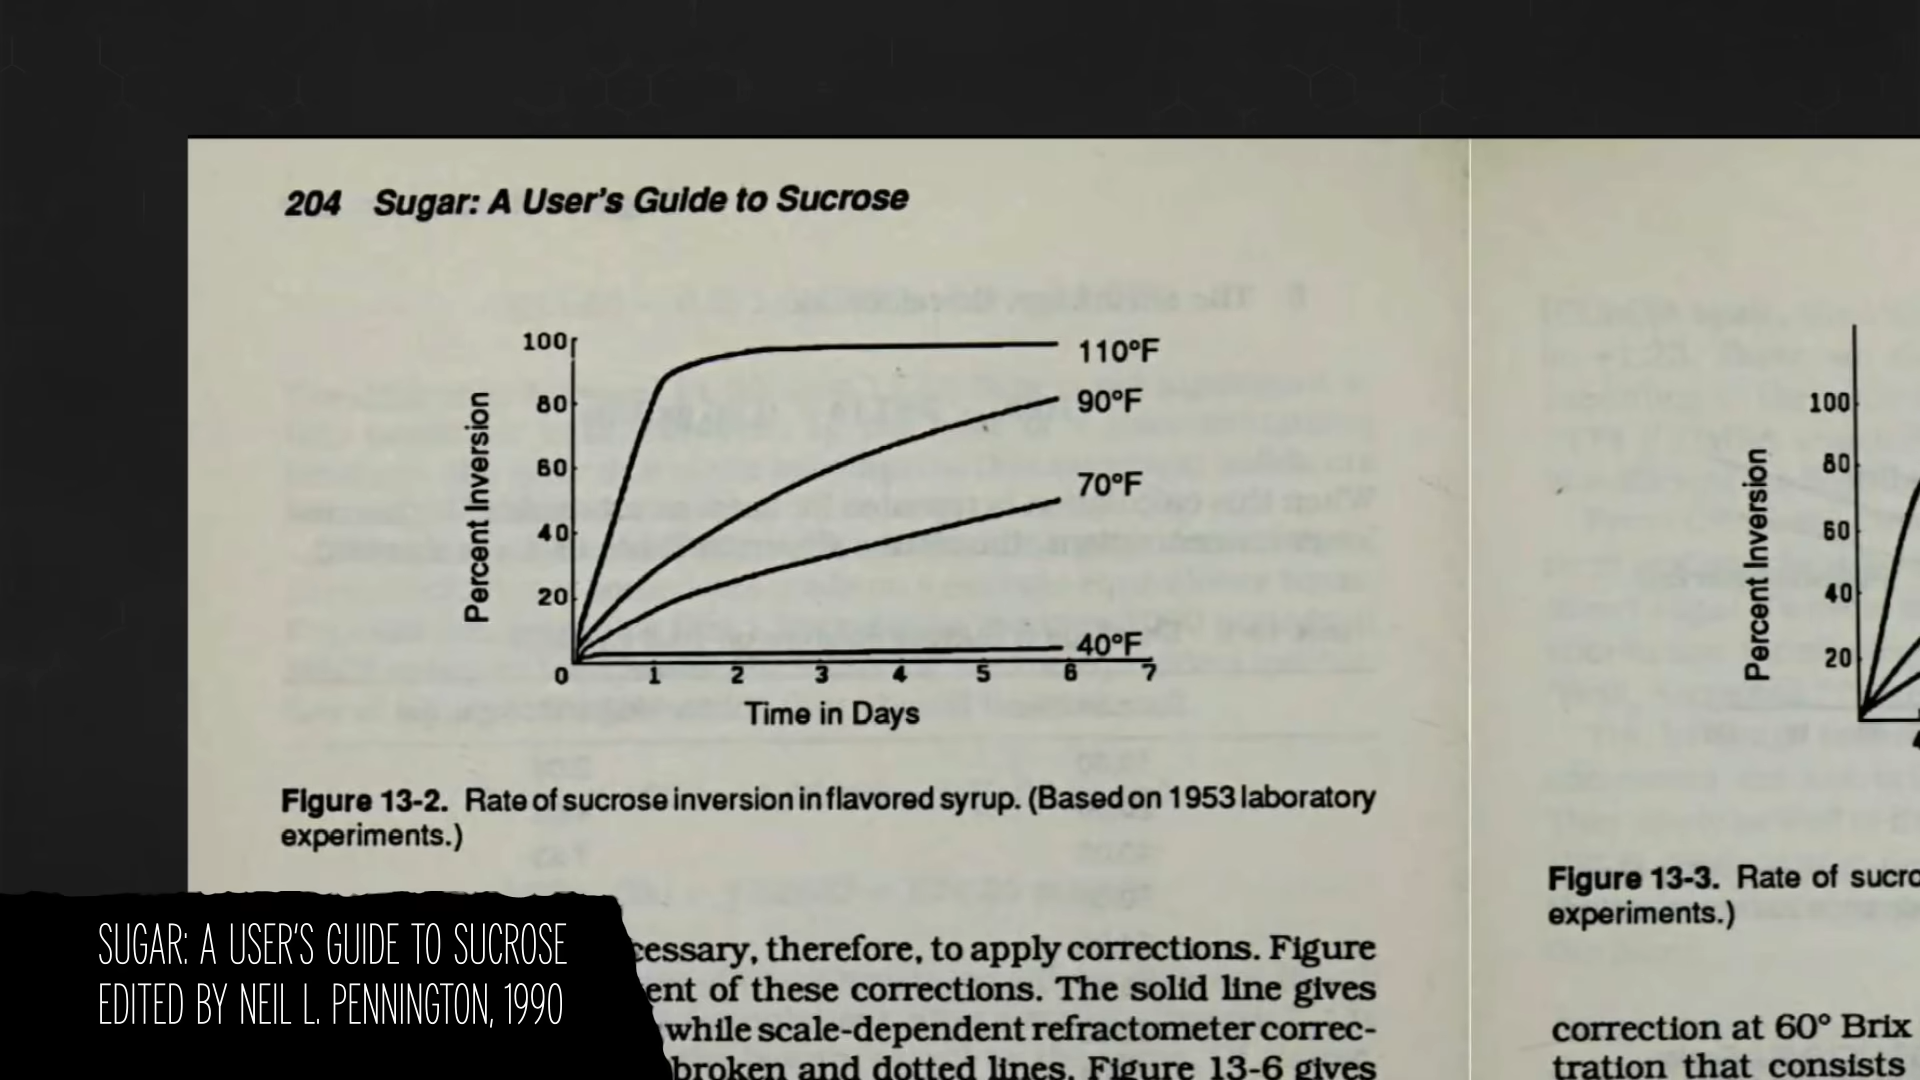 204 Sugar: A User's Guide to Sucrose
100
80
60
40
20
0 1 2 3 4 5 6 7
110°F
90°F
70°F
40°F
Percent Inversion
Time in Days
Figure 13-2. Rate of sucrose inversion in flavored syrup. (Based on 1953 laboratory
experiments.)
cessary, therefore, to apply corrections. Figure
ent of these corrections. The solid line gives
while scale-dependent refractometer correc-
broken and dotted lines. Figure 13-6 gives
100
80
60
40
20
Percent Inversion
Figure 13-3. Rate of sucro
experiments.)
correction at 60° Brix
tration that consists
SUGAR: A USER'S GUIDE TO SUCROSE
EDITED BY NEIL L. PENNINGTON, 1990